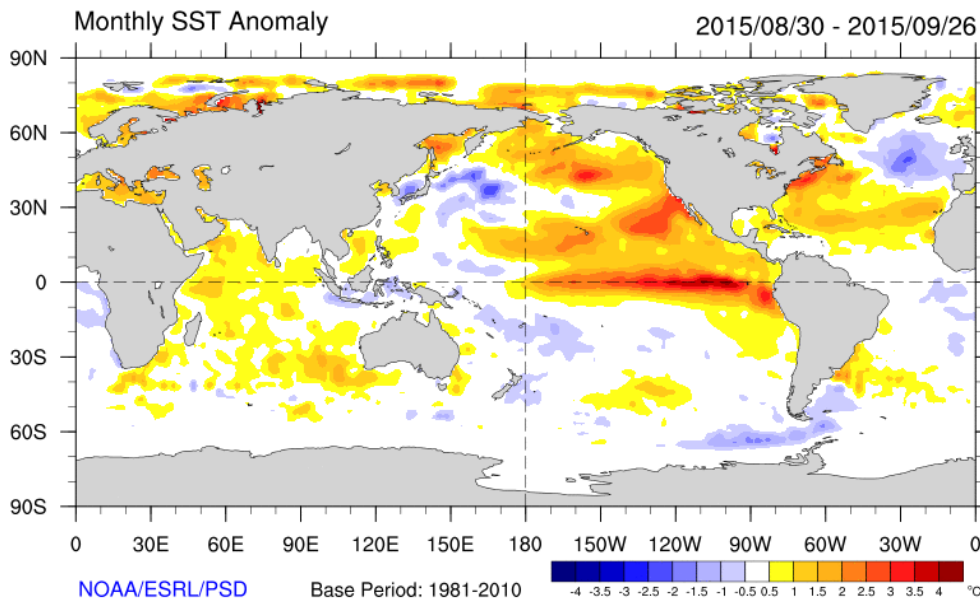 Monthly SST Anomaly 2015/08/30 - 2015/09/26
90N
60N
30N
0
30S
60S
90S
0 30E 60E 90E 120E 150E 180 150W 120W 90W 60W 30W 0
NOAA/ESRL/PSD Base Period: 1981-2010
-4 -3.5 -3 -2.5 -2 -1.5 -1 -0.5 0.5 1 1.5 2 2.5 3 3.5 4 °C